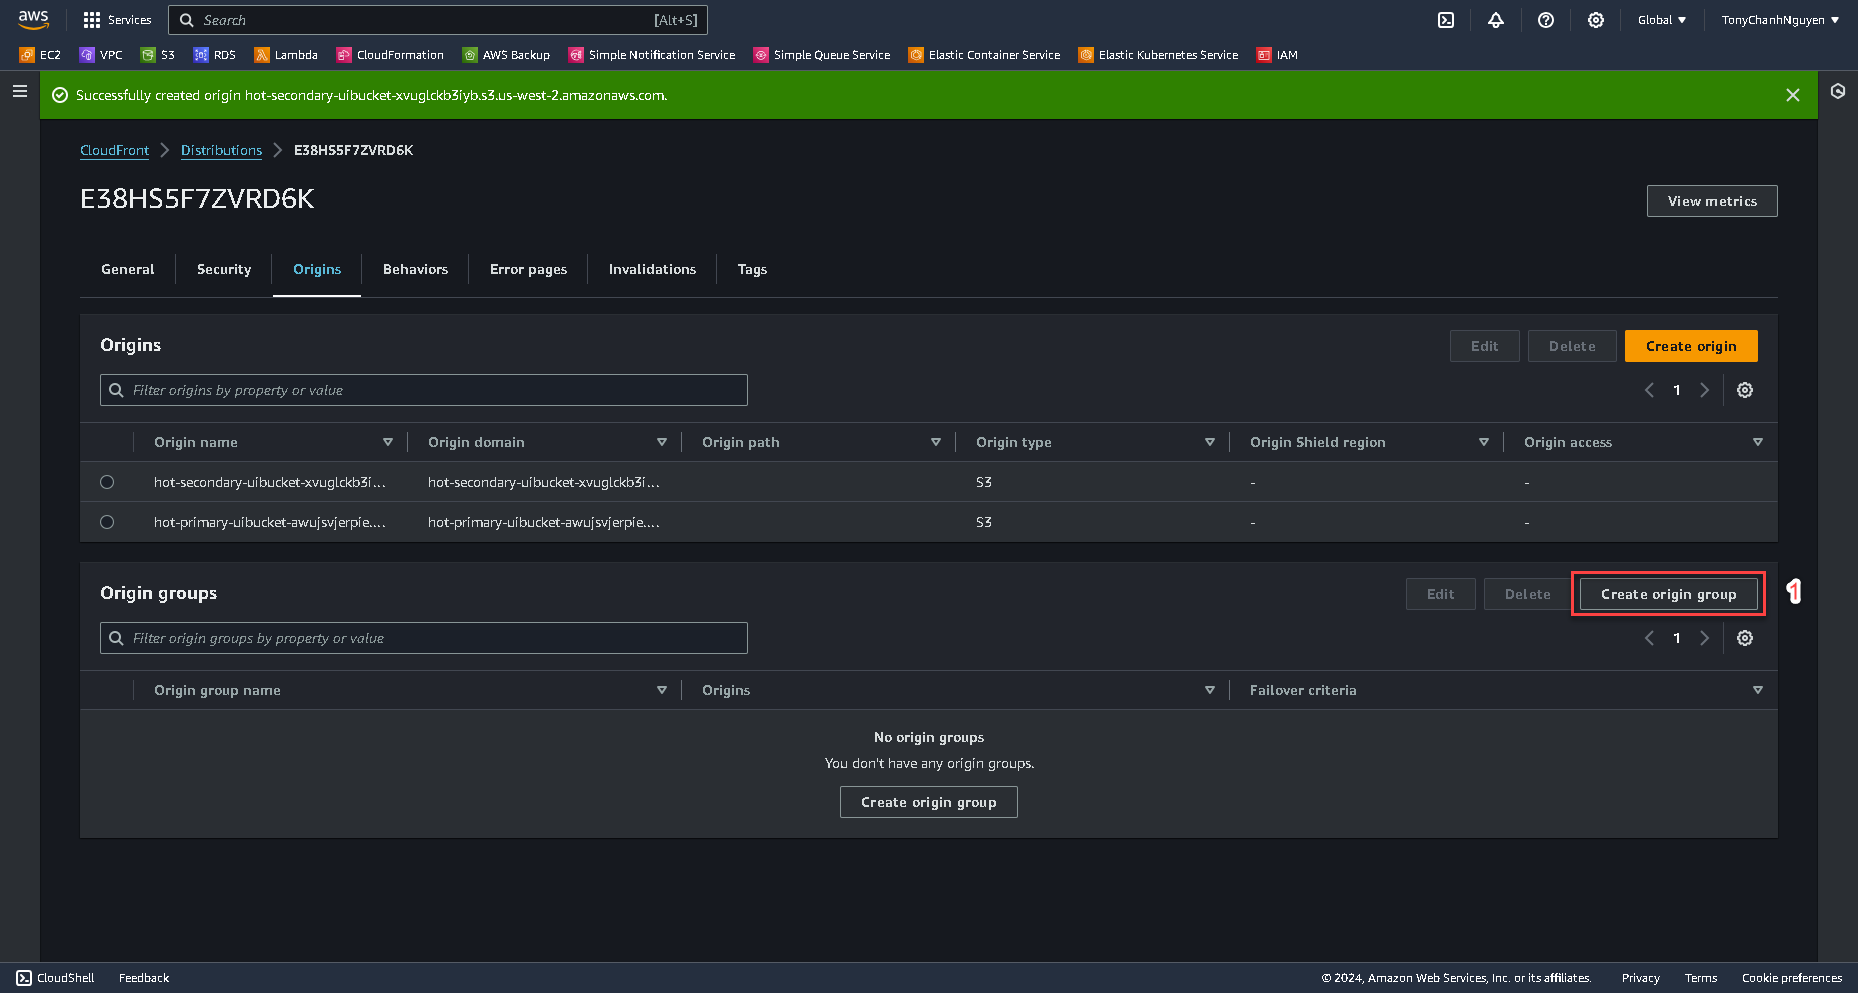 aws Services Search [Alt+S] Global TonyChanhNguyen
EC2 VPC S3 RDS Lambda CloudFormation AWS Backup Simple Notification Service Simple Queue Service Elastic Container Service Elastic Kubernetes Service IAM
Successfully created origin hot-secondary-uibucket-xvuglckb3iyb.s3.us-west-2.amazonaws.com.
CloudFront Distributions E38HS5F7ZVRD6K
E38HS5F7ZVRD6K
View metrics
General Security Origins Behaviors Error pages Invalidations Tags
Origins Edit Delete Create origin
Filter origins by property or value 1
Origin name Origin domain Origin path Origin type Origin Shield region Origin access
hot-secondary-uibucket-xvuglckb3i... hot-secondary-uibucket-xvuglckb3i... S3 - -
hot-primary-uibucket-awujsvjerpie.... hot-primary-uibucket-awujsvjerpie.... S3 - -
Origin groups Edit Delete Create origin group 1
Filter origin groups by property or value 1
Origin group name Origins Failover criteria
No origin groups
You don't have any origin groups.
Create origin group
CloudShell Feedback © 2024, Amazon Web Services, Inc. or its affiliates. Privacy Terms Cookie preferences